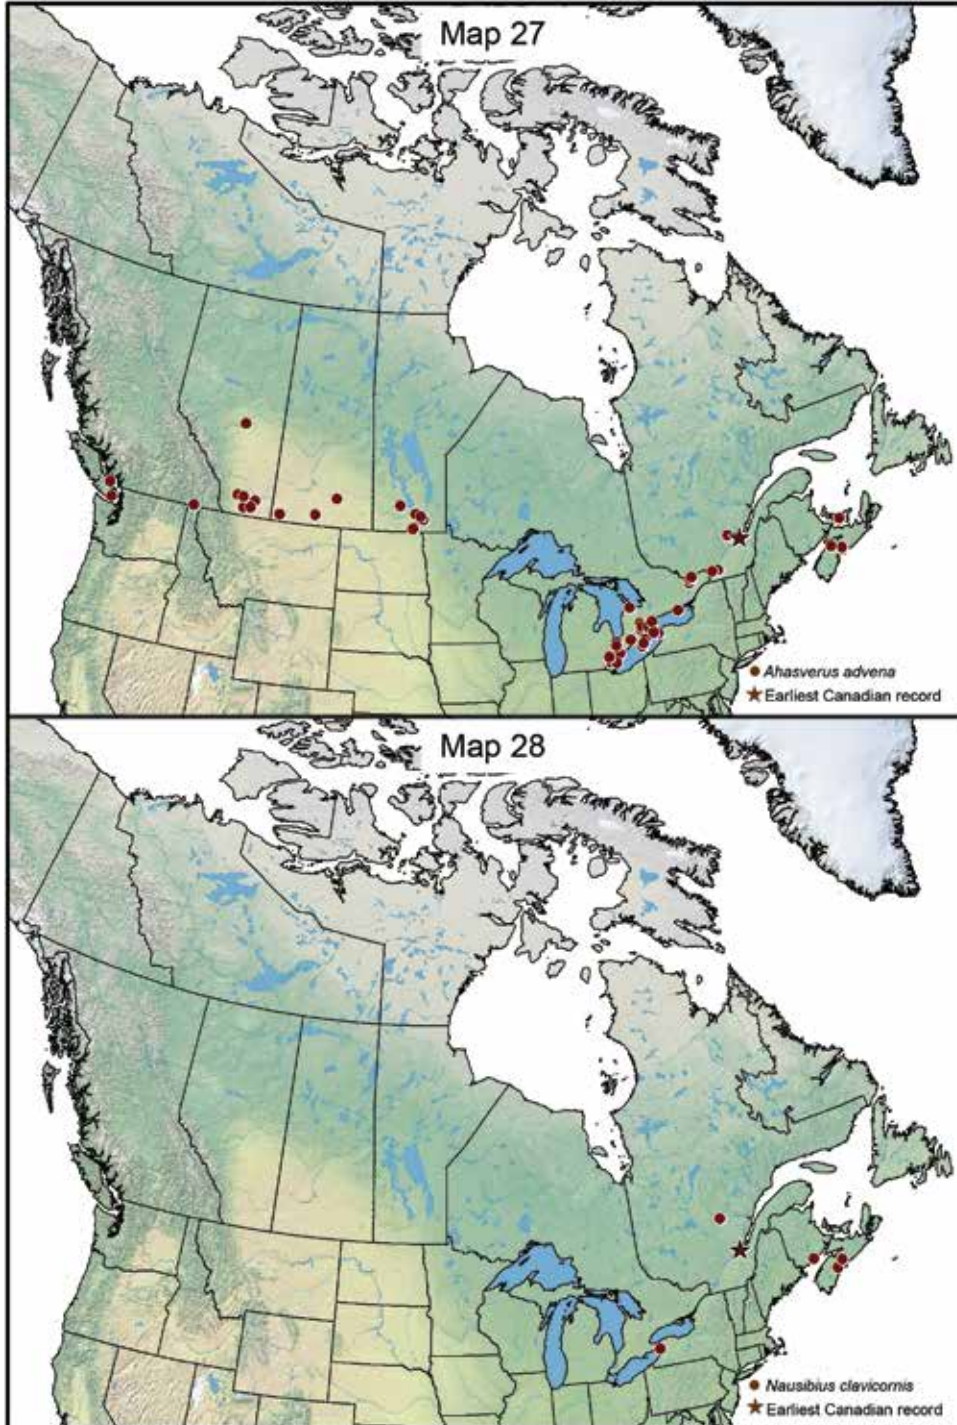 Map 27
Ahasverus advena
Earliest Canadian record
Map 28
Nausibius clavicornis
Earliest Canadian record